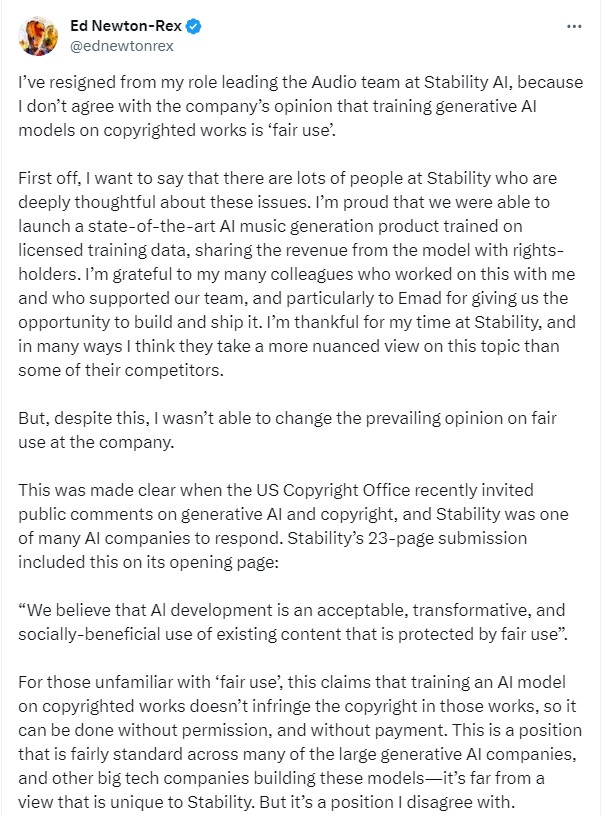 Ed Newton-Rex
@ednewtonrex
I’ve resigned from my role leading the Audio team at Stability AI, because
I don’t agree with the company’s opinion that training generative AI
models on copyrighted works is ‘fair use’.
First off, I want to say that there are lots of people at Stability who are
deeply thoughtful about these issues. I’m proud that we were able to
launch a state-of-the-art AI music generation product trained on
licensed training data, sharing the revenue from the model with rights-
holders. I’m grateful to my many colleagues who worked on this with me
and who supported our team, and particularly to Emad for giving us the
opportunity to build and ship it. I’m thankful for my time at Stability, and
in many ways I think they take a more nuanced view on this topic than
some of their competitors.
But, despite this, I wasn’t able to change the prevailing opinion on fair
use at the company.
This was made clear when the US Copyright Office recently invited
public comments on generative AI and copyright, and Stability was one
of many AI companies to respond. Stability’s 23-page submission
included this on its opening page:
“We believe that AI development is an acceptable, transformative, and
socially-beneficial use of existing content that is protected by fair use”.
For those unfamiliar with ‘fair use’, this claims that training an AI model
on copyrighted works doesn’t infringe the copyright in those works, so it
can be done without permission, and without payment. This is a position
that is fairly standard across many of the large generative AI companies,
and other big tech companies building these models—it’s far from a
view that is unique to Stability. But it’s a position I disagree with.